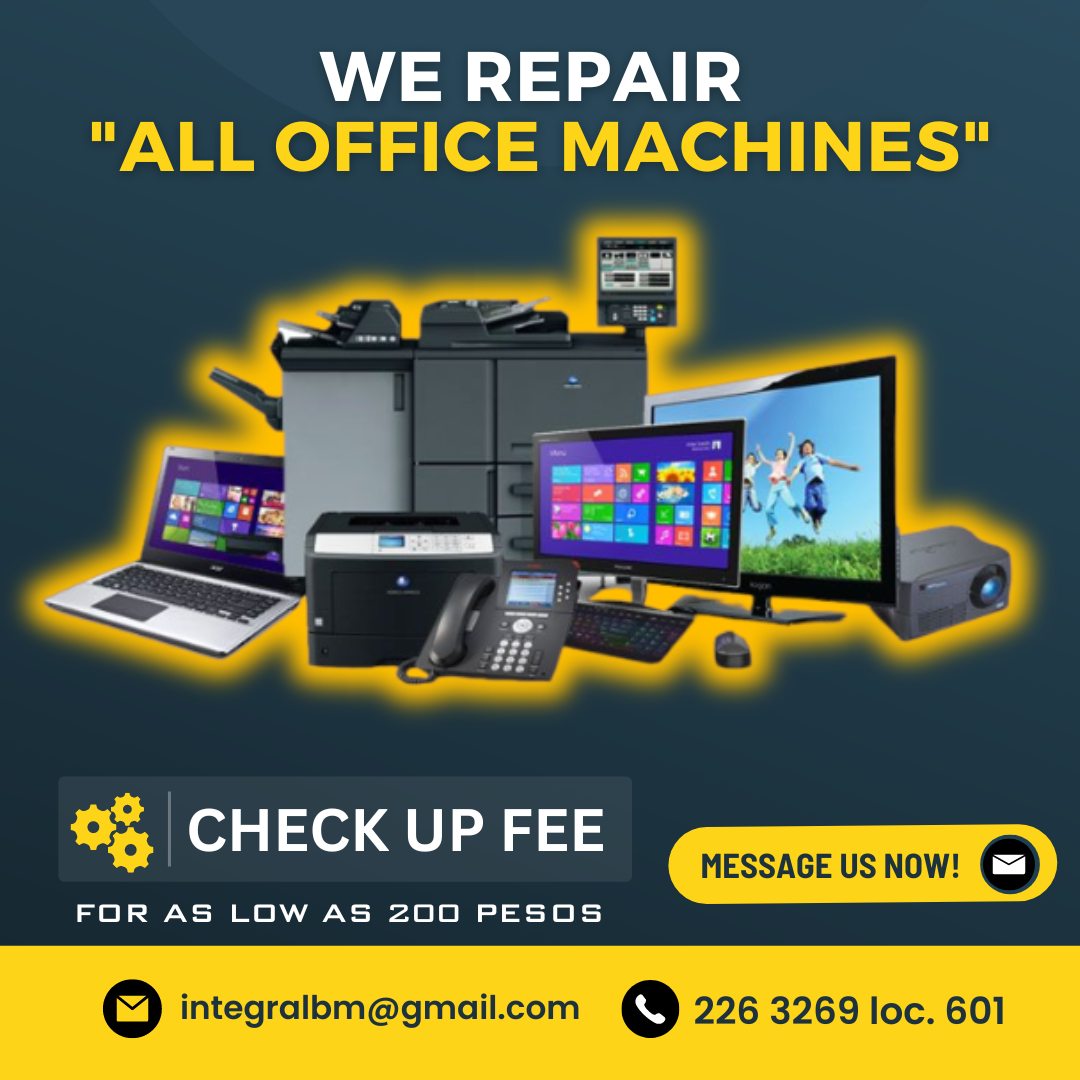 WE REPAIR
"ALL OFFICE MACHINES"
CHECK UP FEE
FOR AS LOW AS 200 PESOS
MESSAGE US NOW!
integralbm@gmail.com
226 3269 loc. 601